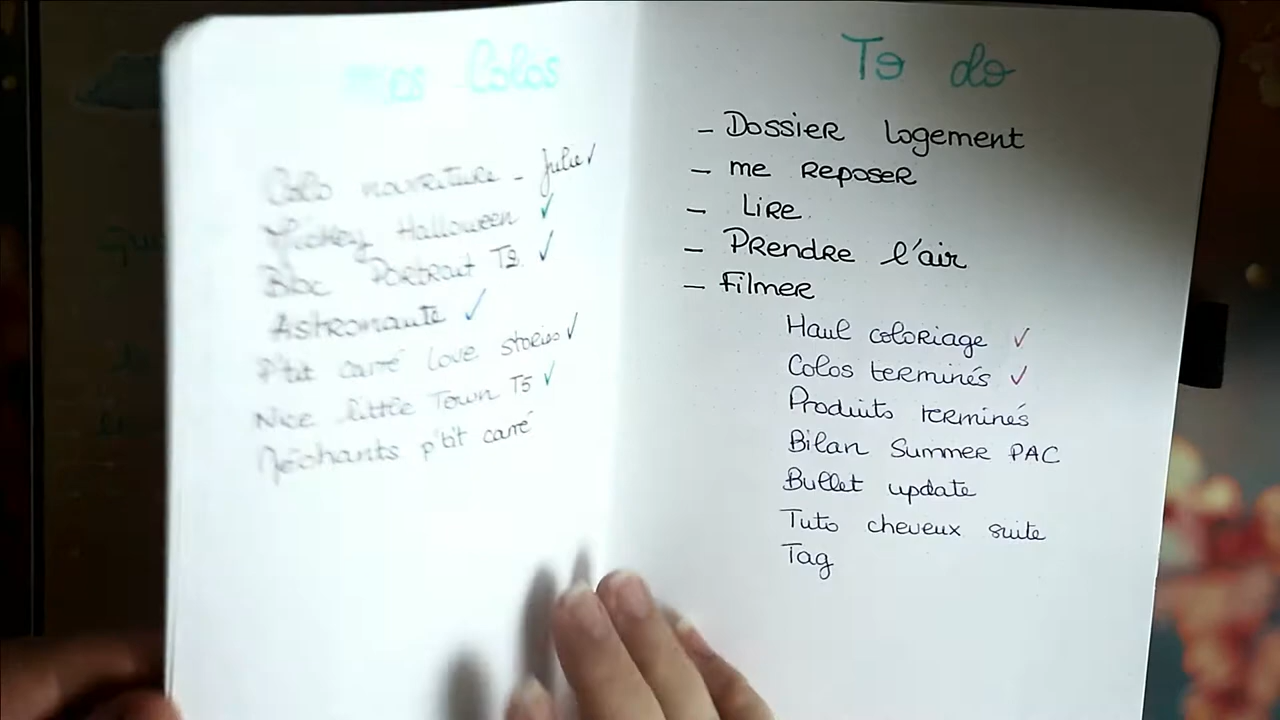 mes Colos
Colo nourriture - Julie ✓
Mickey Halloween ✓
Bloc Portrait T2. ✓
Astronaute ✓
P'tit carré love stories ✓
Nice little Town T5 ✓
Méchants p'tit carré
To do
- Dossier logement
- me reposer
- Lire.
- Prendre l'air
- Filmer
Haul coloriage ✓
Colos terminés ✓
Produits terminés
Bilan Summer PAC
Bullet update
Tuto cheveux suite
Tag